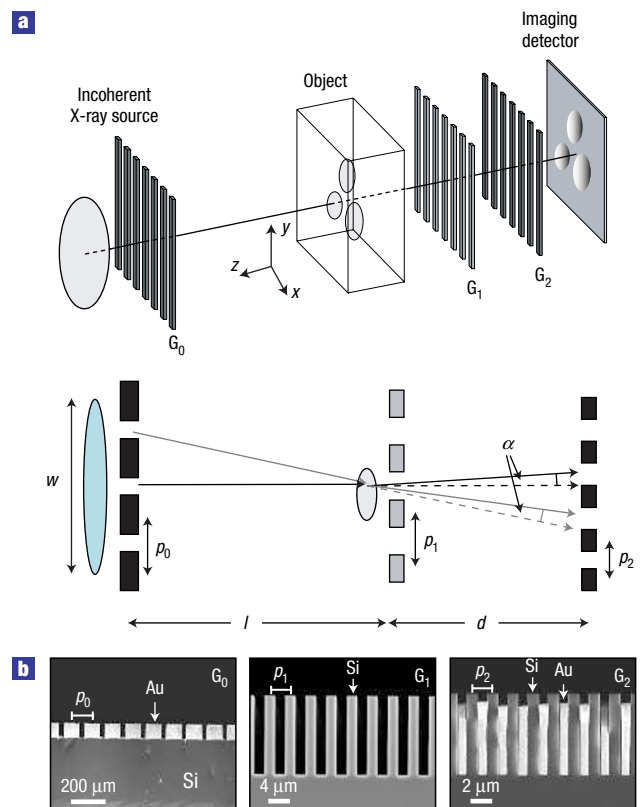 a
Imaging
detector
Object
Incoherent
X-ray source
y
z
x
G0
G1
G2
w
p0
α
p1
p2
l
d
b
p0
Au
G0
200 μm
Si
p1
Si
G1
4 μm
p2
Si
Au
G2
2 μm